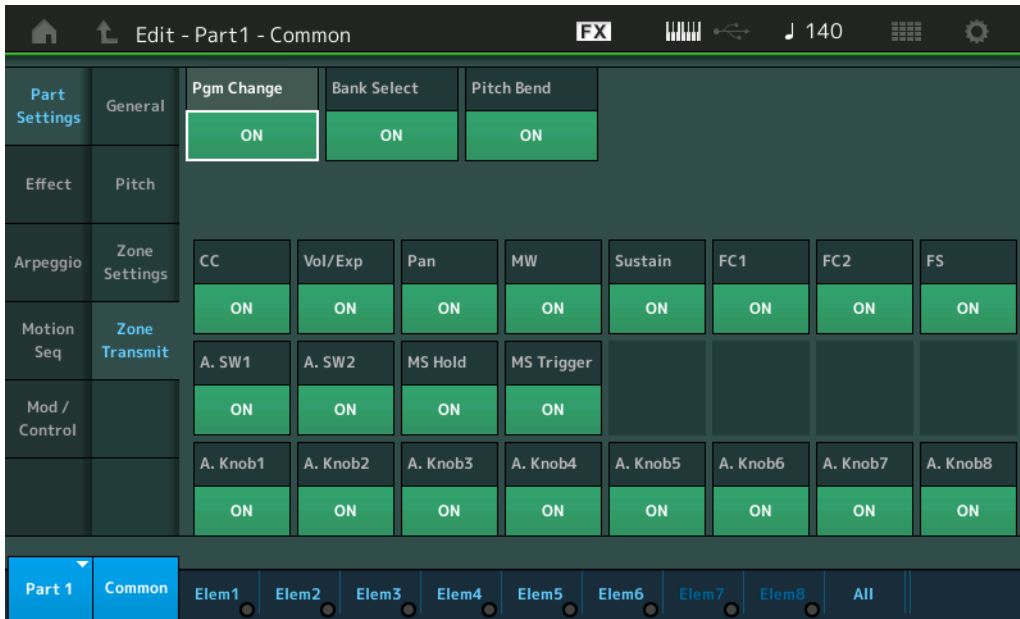 Edit - Part1 - Common FX 140
Part Settings
General
Effect
Pitch
Arpeggio
Zone Settings
Motion Seq
Zone Transmit
Mod / Control
Pgm Change Bank Select Pitch Bend
ON ON ON
CC Vol/Exp Pan MW Sustain FC1 FC2 FS
ON ON ON ON ON ON ON ON
A. SW1 A. SW2 MS Hold MS Trigger
ON ON ON ON
A. Knob1 A. Knob2 A. Knob3 A. Knob4 A. Knob5 A. Knob6 A. Knob7 A. Knob8
ON ON ON ON ON ON ON ON
Part 1 Common Elem1 Elem2 Elem3 Elem4 Elem5 Elem6 Elem7 Elem8 All